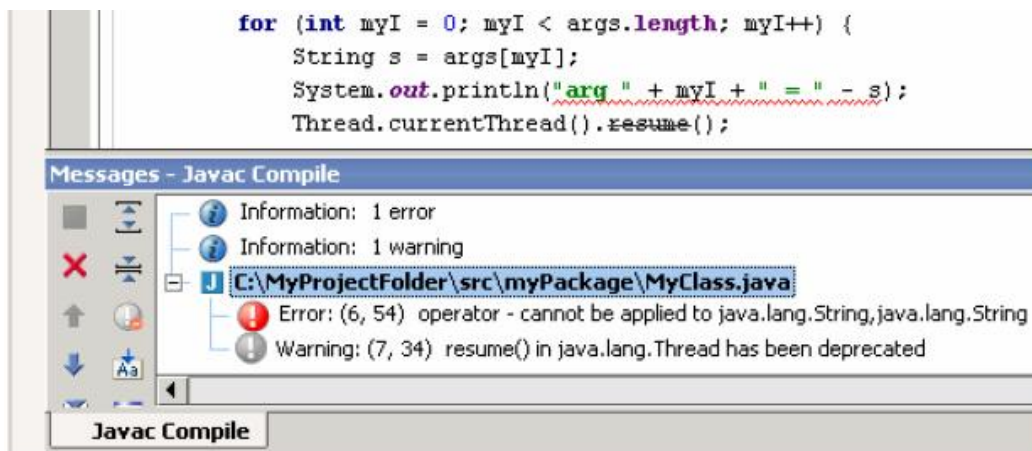 for (int myI = 0; myI < args.length; myI++) {
String s = args[myI];
System.out.println("arg " + myI + " = " - s);
Thread.currentThread().resume();
Messages - Javac Compile
Information: 1 error
Information: 1 warning
J C:\MyProjectFolder\src\myPackage\MyClass.java
Error: (6, 54) operator - cannot be applied to java.lang.String,java.lang.String
Warning: (7, 34) resume() in java.lang.Thread has been deprecated
Aa
Javac Compile